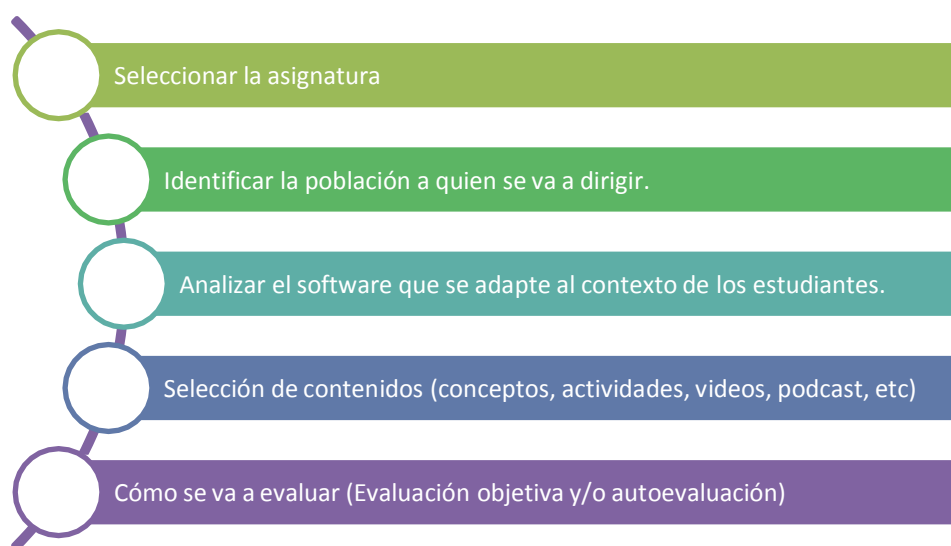 Seleccionar la asignatura
Identificar la población a quien se va a dirigir.
Analizar el software que se adapte al contexto de los estudiantes.
Selección de contenidos (conceptos, actividades, videos, podcast, etc)
Cómo se va a evaluar (Evaluación objetiva y/o autoevaluación)